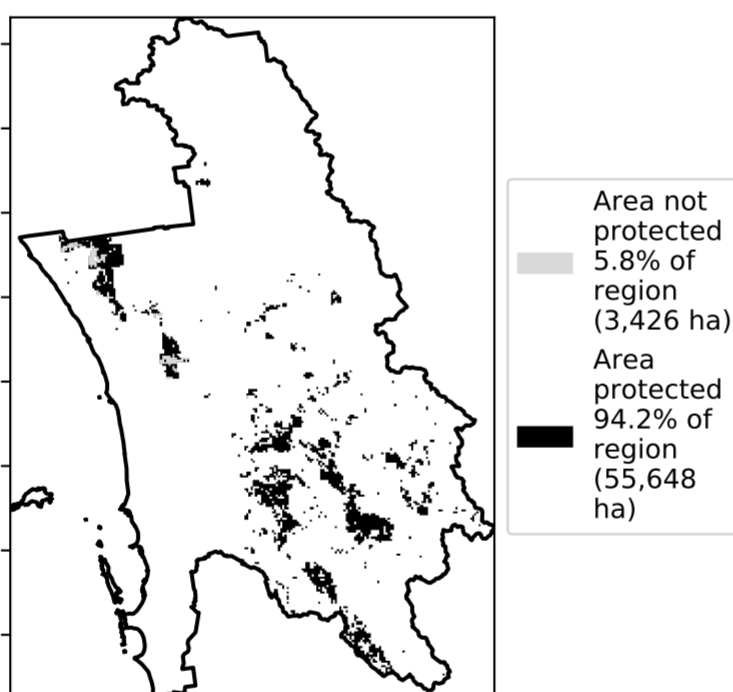 Area not
protected
5.8% of
region
(3,426 ha)
Area
protected
94.2% of
region
(55,648
ha)